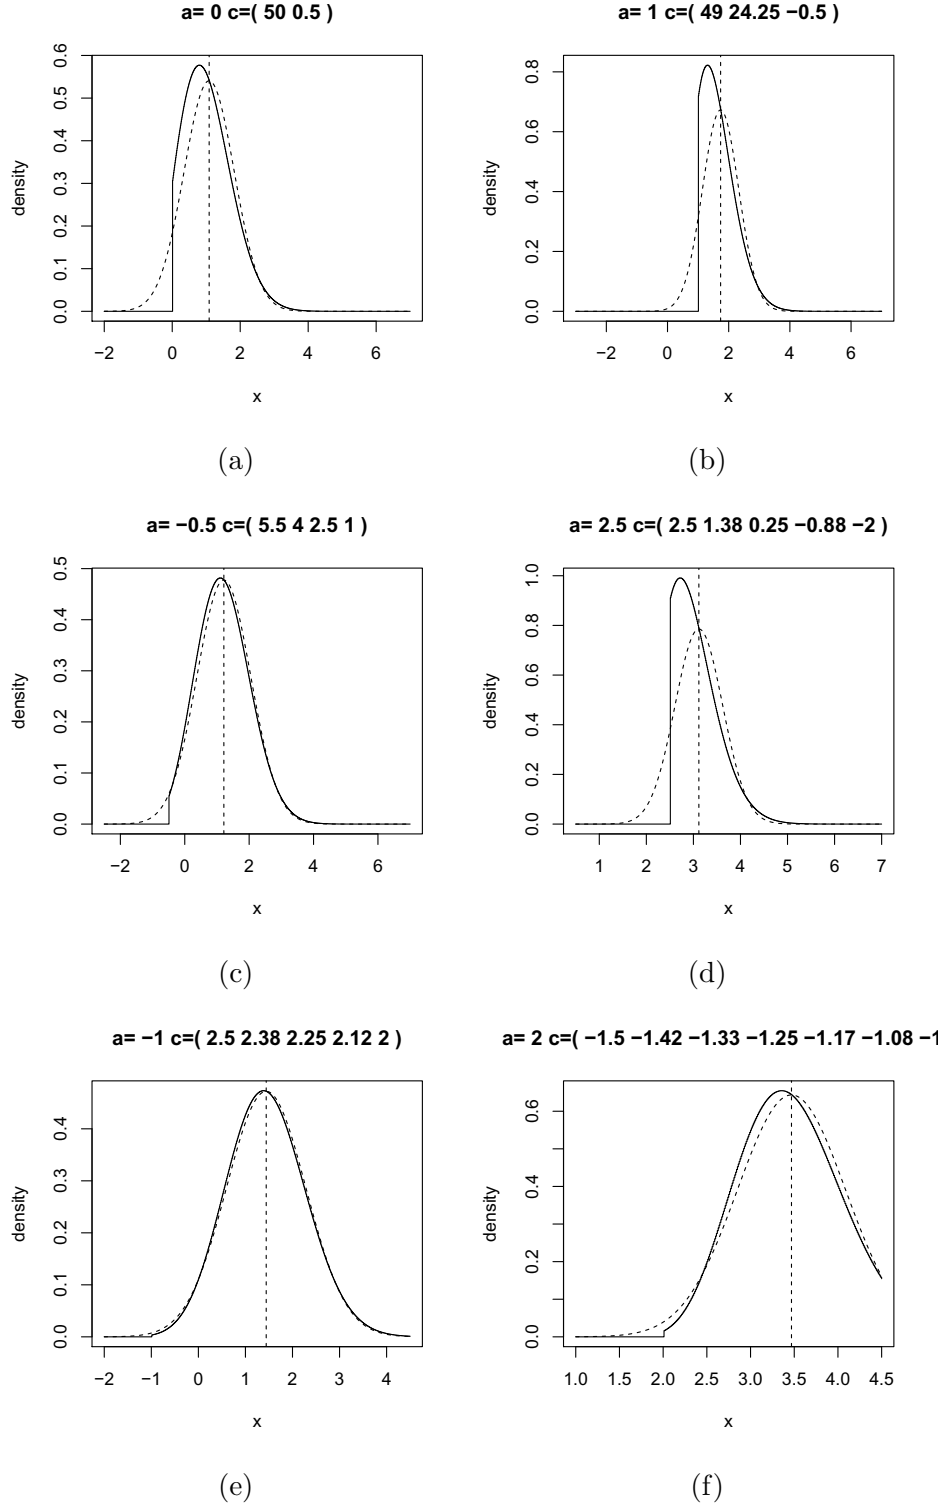 a= 0 c=( 50 0.5 )
density
0.0 0.1 0.2 0.3 0.4 0.5 0.6
−2 0 2 4 6
x
(a)
a= 1 c=( 49 24.25 −0.5 )
density
0.0 0.2 0.4 0.6 0.8
−2 0 2 4 6
x
(b)
a= −0.5 c=( 5.5 4 2.5 1 )
density
0.0 0.1 0.2 0.3 0.4 0.5
−2 0 2 4 6
x
(c)
a= 2.5 c=( 2.5 1.38 0.25 −0.88 −2 )
density
0.0 0.2 0.4 0.6 0.8 1.0
1 2 3 4 5 6 7
x
(d)
a= −1 c=( 2.5 2.38 2.25 2.12 2 )
density
0.0 0.1 0.2 0.3 0.4
−2 −1 0 1 2 3 4
x
(e)
a= 2 c=( −1.5 −1.42 −1.33 −1.25 −1.17 −1.08 −1
density
0.0 0.2 0.4 0.6
1.0 1.5 2.0 2.5 3.0 3.5 4.0 4.5
x
(f)